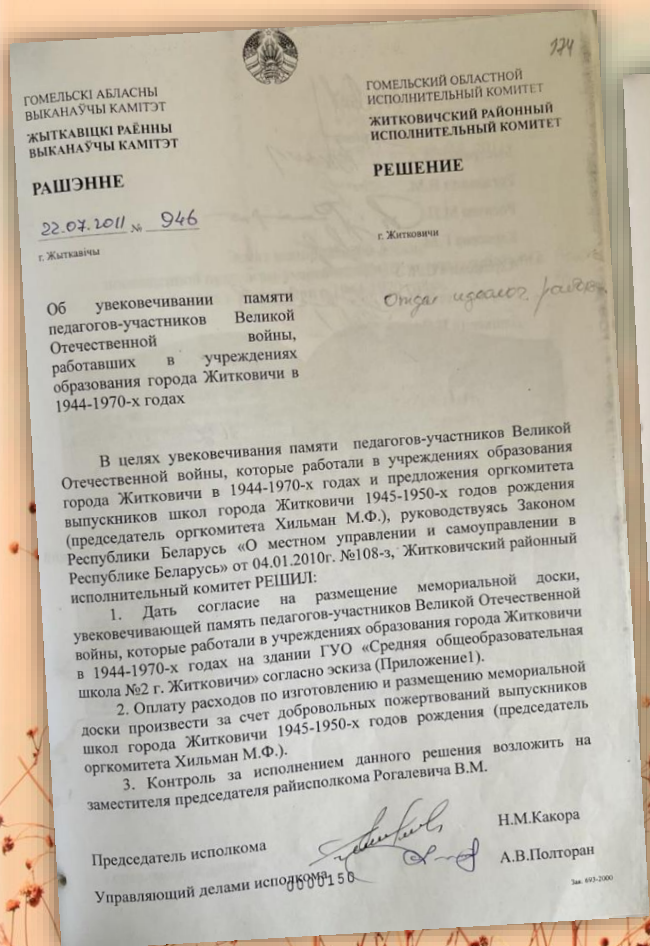 174
ГОМЕЛЬСКІ АБЛАСНЫ
ВЫКАНАЎЧЫ КАМІТЭТ
ЖЫТКАВІЦКІ РАЁННЫ
ВЫКАНАЎЧЫ КАМІТЭТ
РАШЭННЕ
22.07.2011 № 946
г. Жыткавічы
ГОМЕЛЬСКИЙ ОБЛАСТНОЙ
ИСПОЛНИТЕЛЬНЫЙ КОМИТЕТ
ЖИТКОВИЧСКИЙ РАЙОННЫЙ
ИСПОЛНИТЕЛЬНЫЙ КОМИТЕТ
РЕШЕНИЕ
г. Житковичи
Об увековечивании памяти
педагогов-участников Великой
Отечественной войны,
работавших в учреждениях
образования города Житковичи в
1944-1970-х годах
Отдел идеолог.
В целях увековечивания памяти педагогов-участников Великой
Отечественной войны, которые работали в учреждениях образования
города Житковичи в 1944-1970-х годах и предложения оргкомитета
выпускников школ города Житковичи 1945-1950-х годов рождения
(председатель оргкомитета Хильман М.Ф.), руководствуясь Законом
Республики Беларусь «О местном управлении и самоуправлении в
Республике Беларусь» от 04.01.2010г. №108-з, Житковичский районный
исполнительный комитет РЕШИЛ:
1. Дать согласие на размещение мемориальной доски,
увековечивающей память педагогов-участников Великой Отечественной
войны, которые работали в учреждениях образования города Житковичи
в 1944-1970-х годах на здании ГУО «Средняя общеобразовательная
школа №2 г. Житковичи» согласно эскиза (Приложение1).
2. Оплату расходов по изготовлению и размещению мемориальной
доски произвести за счет добровольных пожертвований выпускников
школ города Житковичи 1945-1950-х годов рождения (председатель
оргкомитета Хильман М.Ф.).
3. Контроль за исполнением данного решения возложить на
заместителя председателя райисполкома Рогалевича В.М.
Председатель исполкома Н.М.Какора
Управляющий делами исполкома А.В.Полторан
0000150
Зак. 693-2000